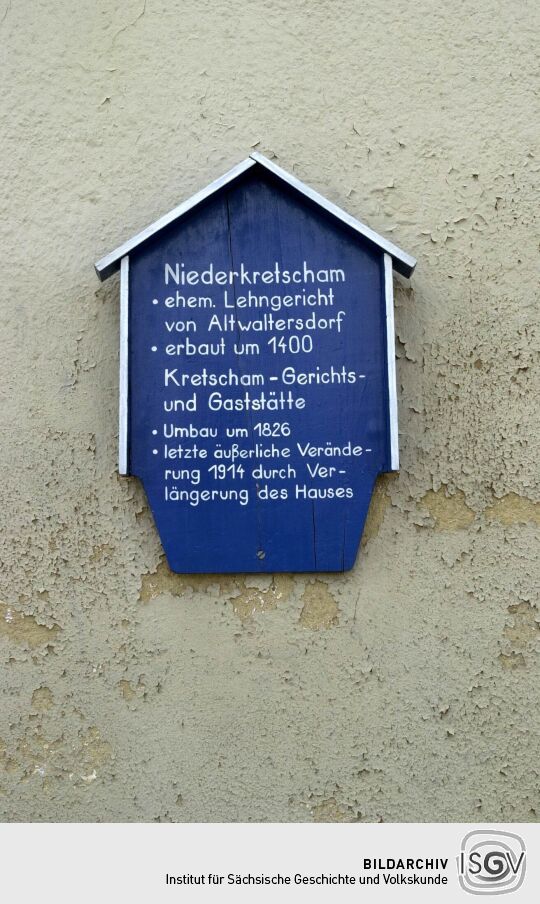 Niederkretscham
• ehem. Lehngericht
von Altwaltersdorf
• erbaut um 1400
Kretscham - Gerichts-
und Gaststätte
• Umbau um 1826
• letzte äußerliche Verände-
rung 1914 durch Ver-
längerung des Hauses
BILDARCHIV
Institut für Sächsische Geschichte und Volkskunde
ISGV